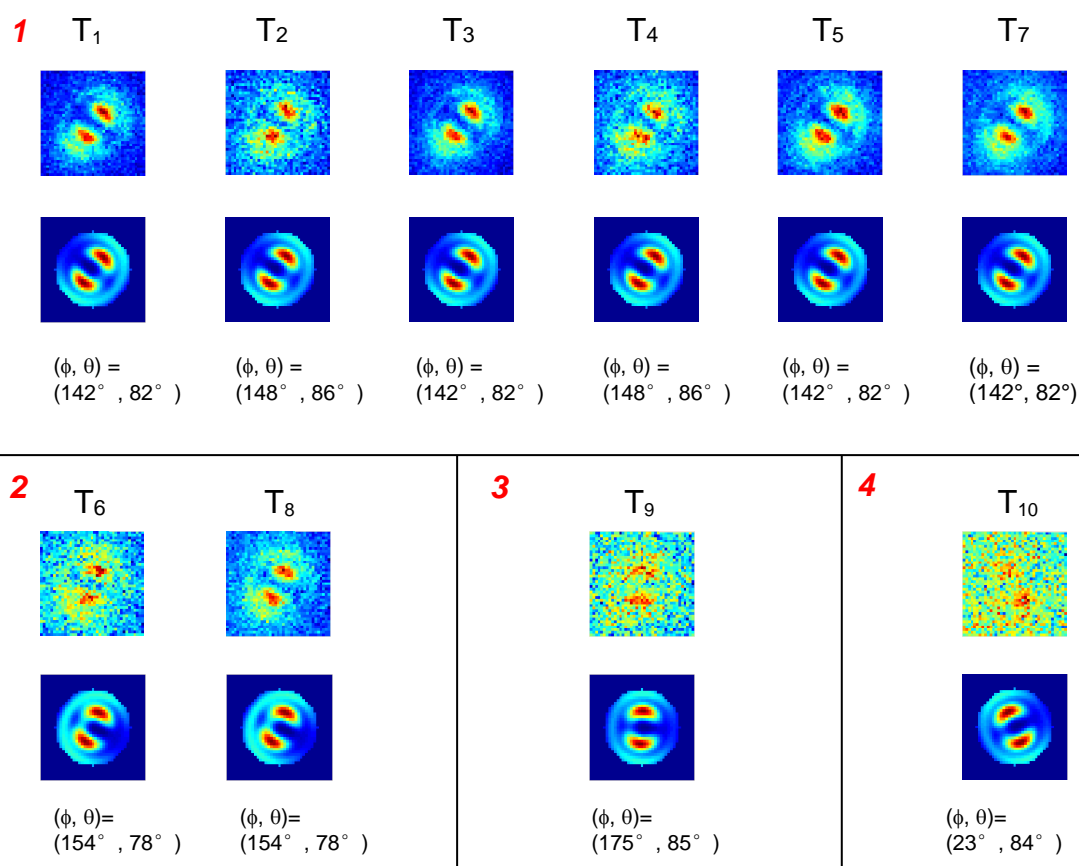 1 T1 T2 T3 T4 T5 T7
(ϕ, θ) = (ϕ, θ) = (ϕ, θ) = (ϕ, θ) = (ϕ, θ) = (ϕ, θ) =
(142° , 82° ) (148° , 86° ) (142° , 82° ) (148° , 86° ) (142° , 82° ) (142°, 82°)
2 T6 T8 3 T9 4 T10
(ϕ, θ)= (ϕ, θ)= (ϕ, θ)= (ϕ, θ)=
(154° , 78° ) (154° , 78° ) (175° , 85° ) (23° , 84° )